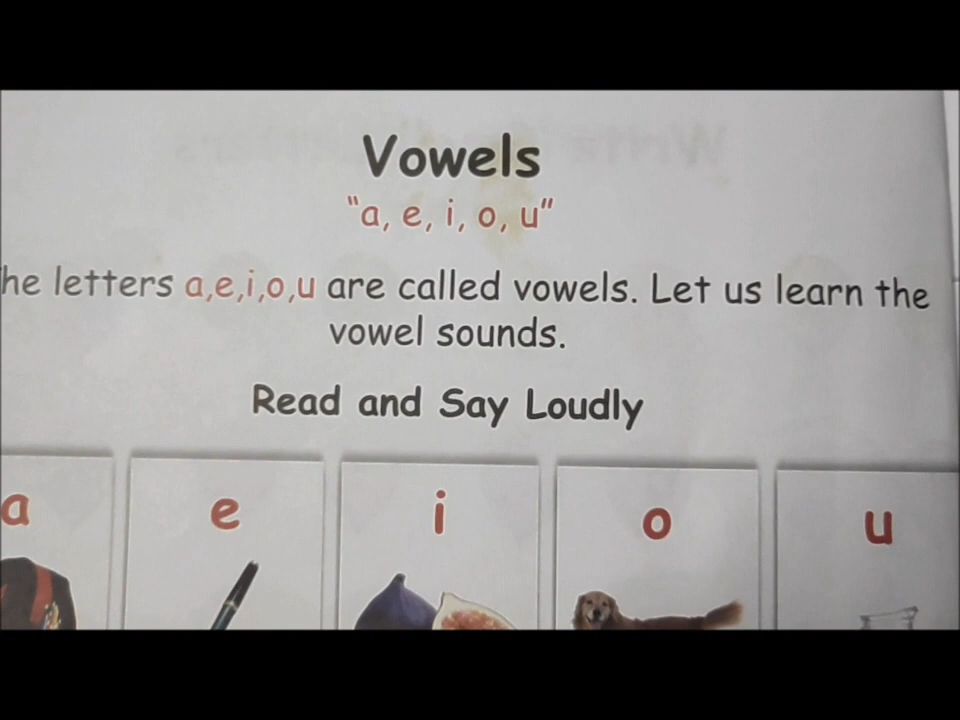 Vowels
"a, e, i, o, u"
he letters a,e,i,o,u are called vowels. Let us learn the
vowel sounds.
Read and Say Loudly
a e i o u